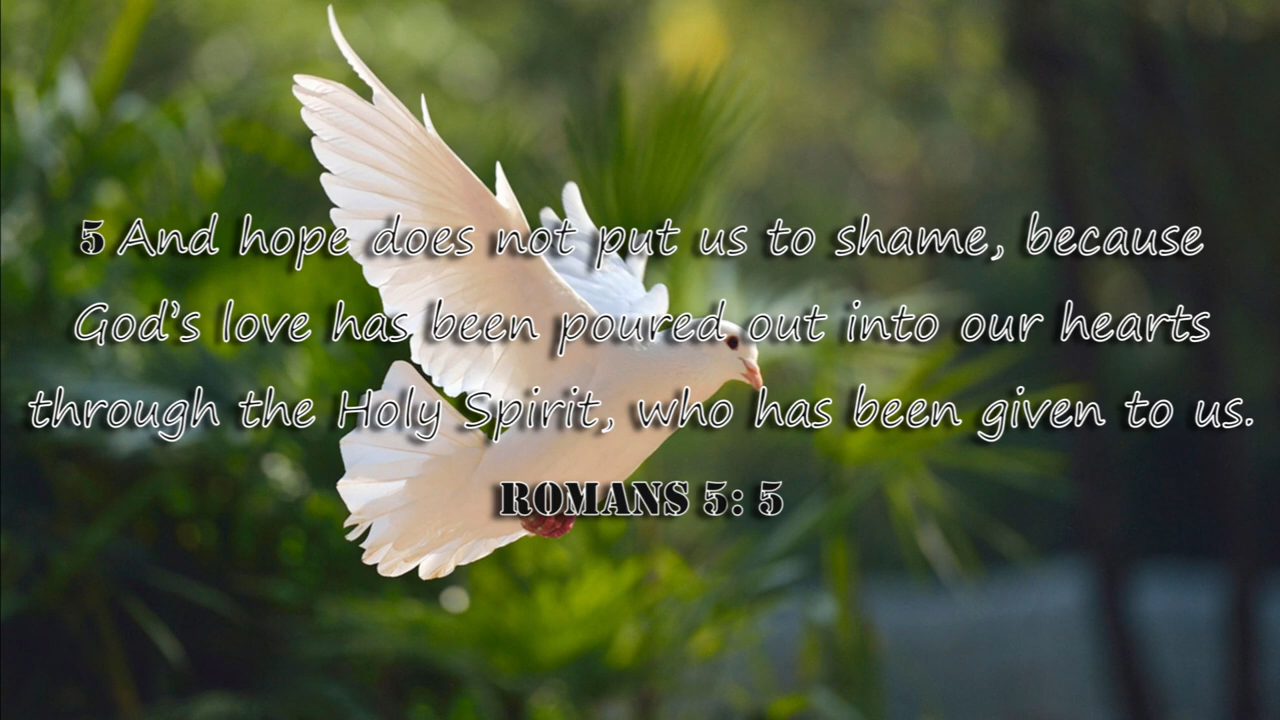 5 And hope does not put us to shame, because
God’s love has been poured out into our hearts
through the Holy Spirit, who has been given to us.
ROMANS 5: 5